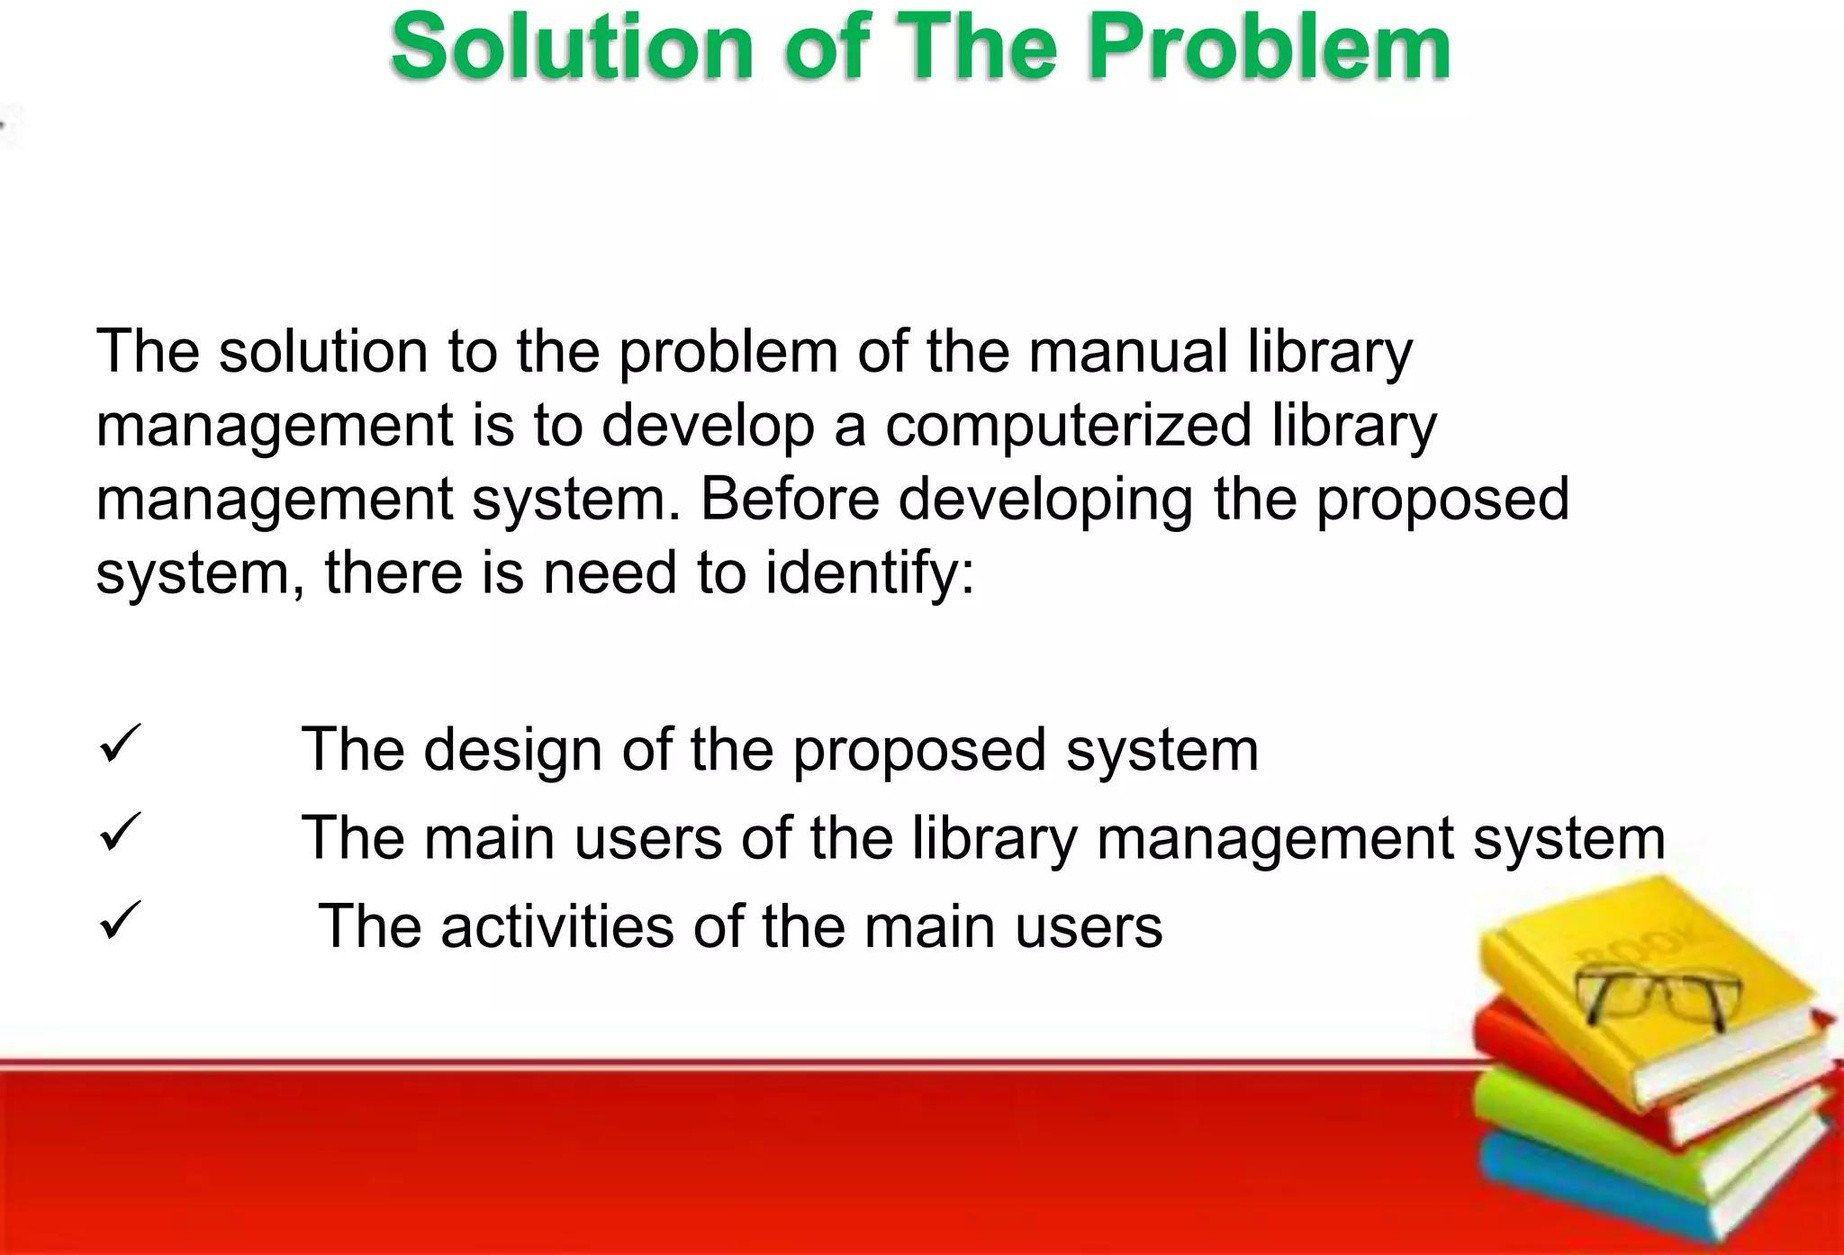 Solution of The Problem
The solution to the problem of the manual library
management is to develop a computerized library
management system. Before developing the proposed
system, there is need to identify:
✓ The design of the proposed system
✓ The main users of the library management system
✓ The activities of the main users
BOOK